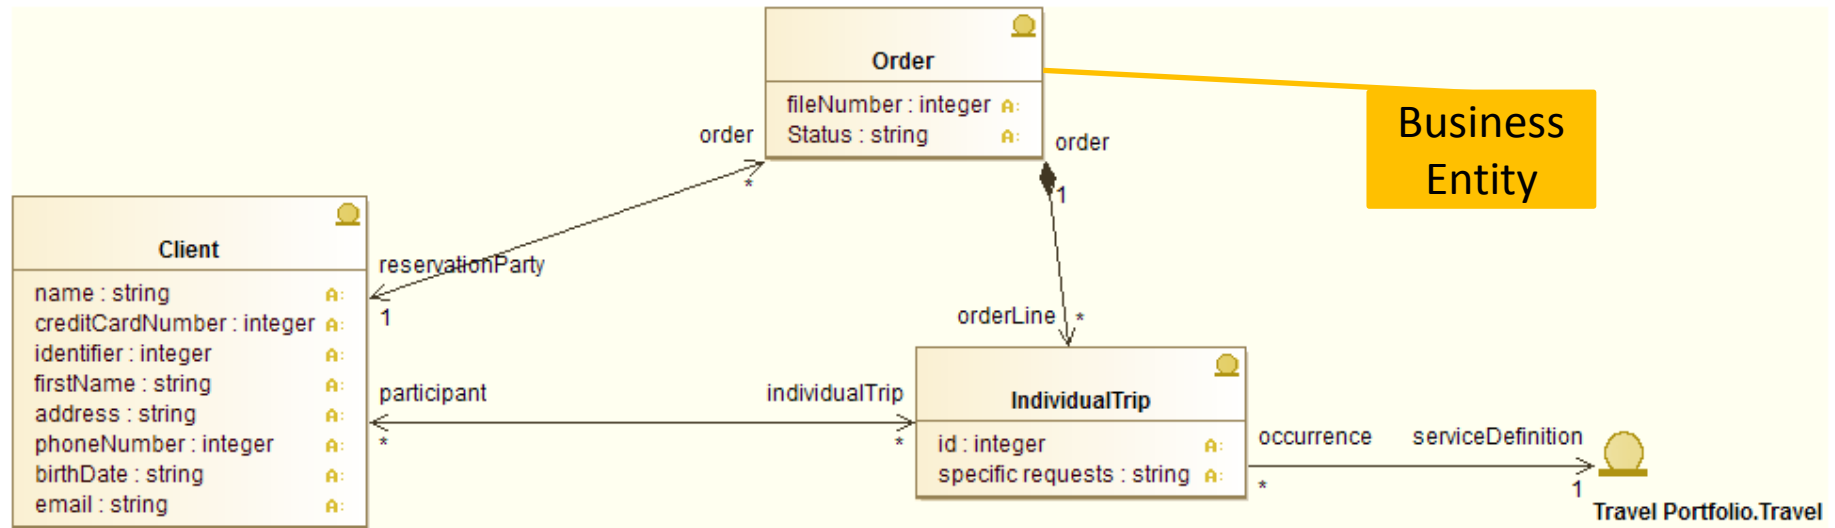 Order
fileNumber : integer A:
Status : string A:
Business
Entity
order
*
order
1
Client
name : string A:
creditCardNumber : integer A:
identifier : integer A:
firstName : string A:
address : string A:
phoneNumber : integer A:
birthDate : string A:
email : string A:
reservationParty
1
orderLine *
participant
*
individualTrip
*
IndividualTrip
id : integer A:
specific requests : string A:
occurrence
*
serviceDefinition
1
Travel Portfolio.Travel